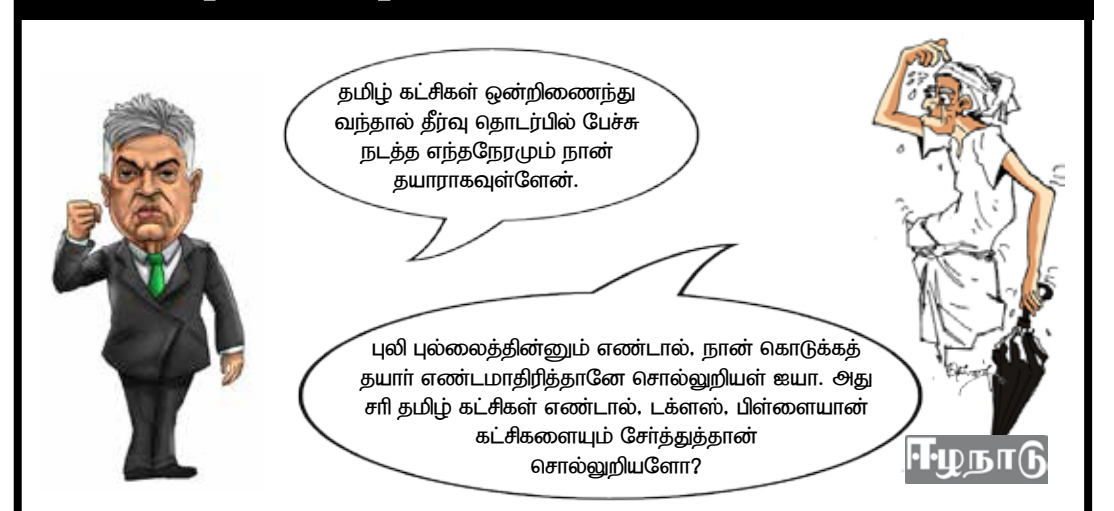 தமிழ் கட்சிகள் ஒன்றிணைந்து
வந்தால் தீர்வு தொடர்பில் பேச்சு
நடத்த எந்தநேரமும் நான்
தயாராகவுள்ளேன்.
புலி புல்லைத்தின்னும் எண்டால், நான் கொடுக்கத்
தயார் எண்டமாதிரித்தானே சொல்லுறியள் ஐயா. அது
சரி தமிழ் கட்சிகள் எண்டால், டக்ளஸ், பிள்ளையான்
கட்சிகளையும் சேர்த்துத்தான்
சொல்லுறியளோ?
ஈழநாடு